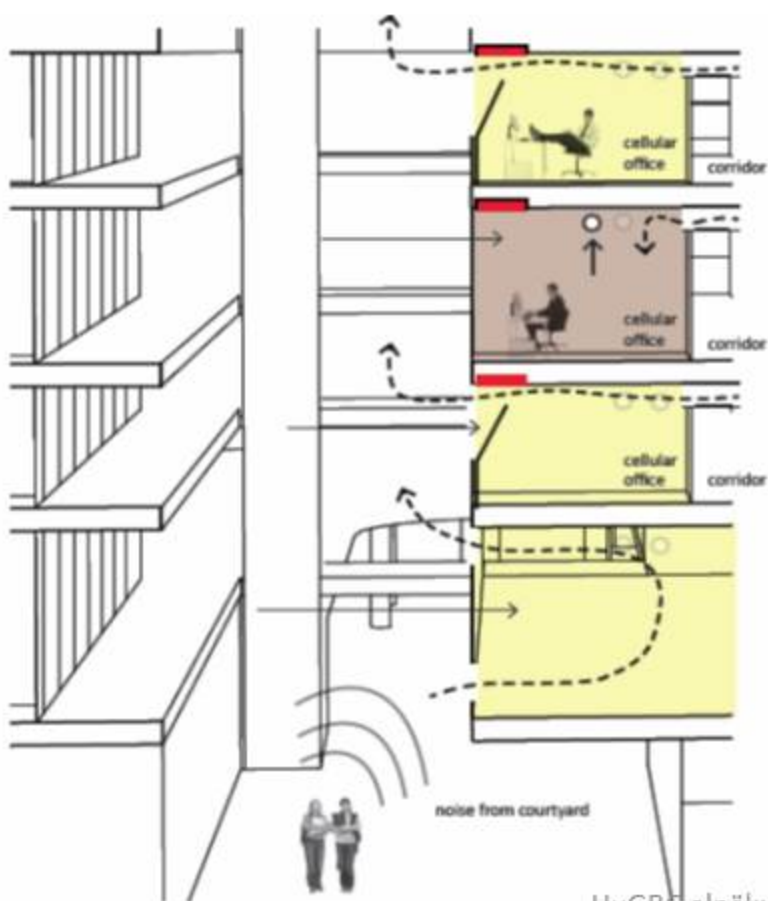 cellular
office
corridor
cellular
office
corridor
cellular
office
corridor
noise from courtyard